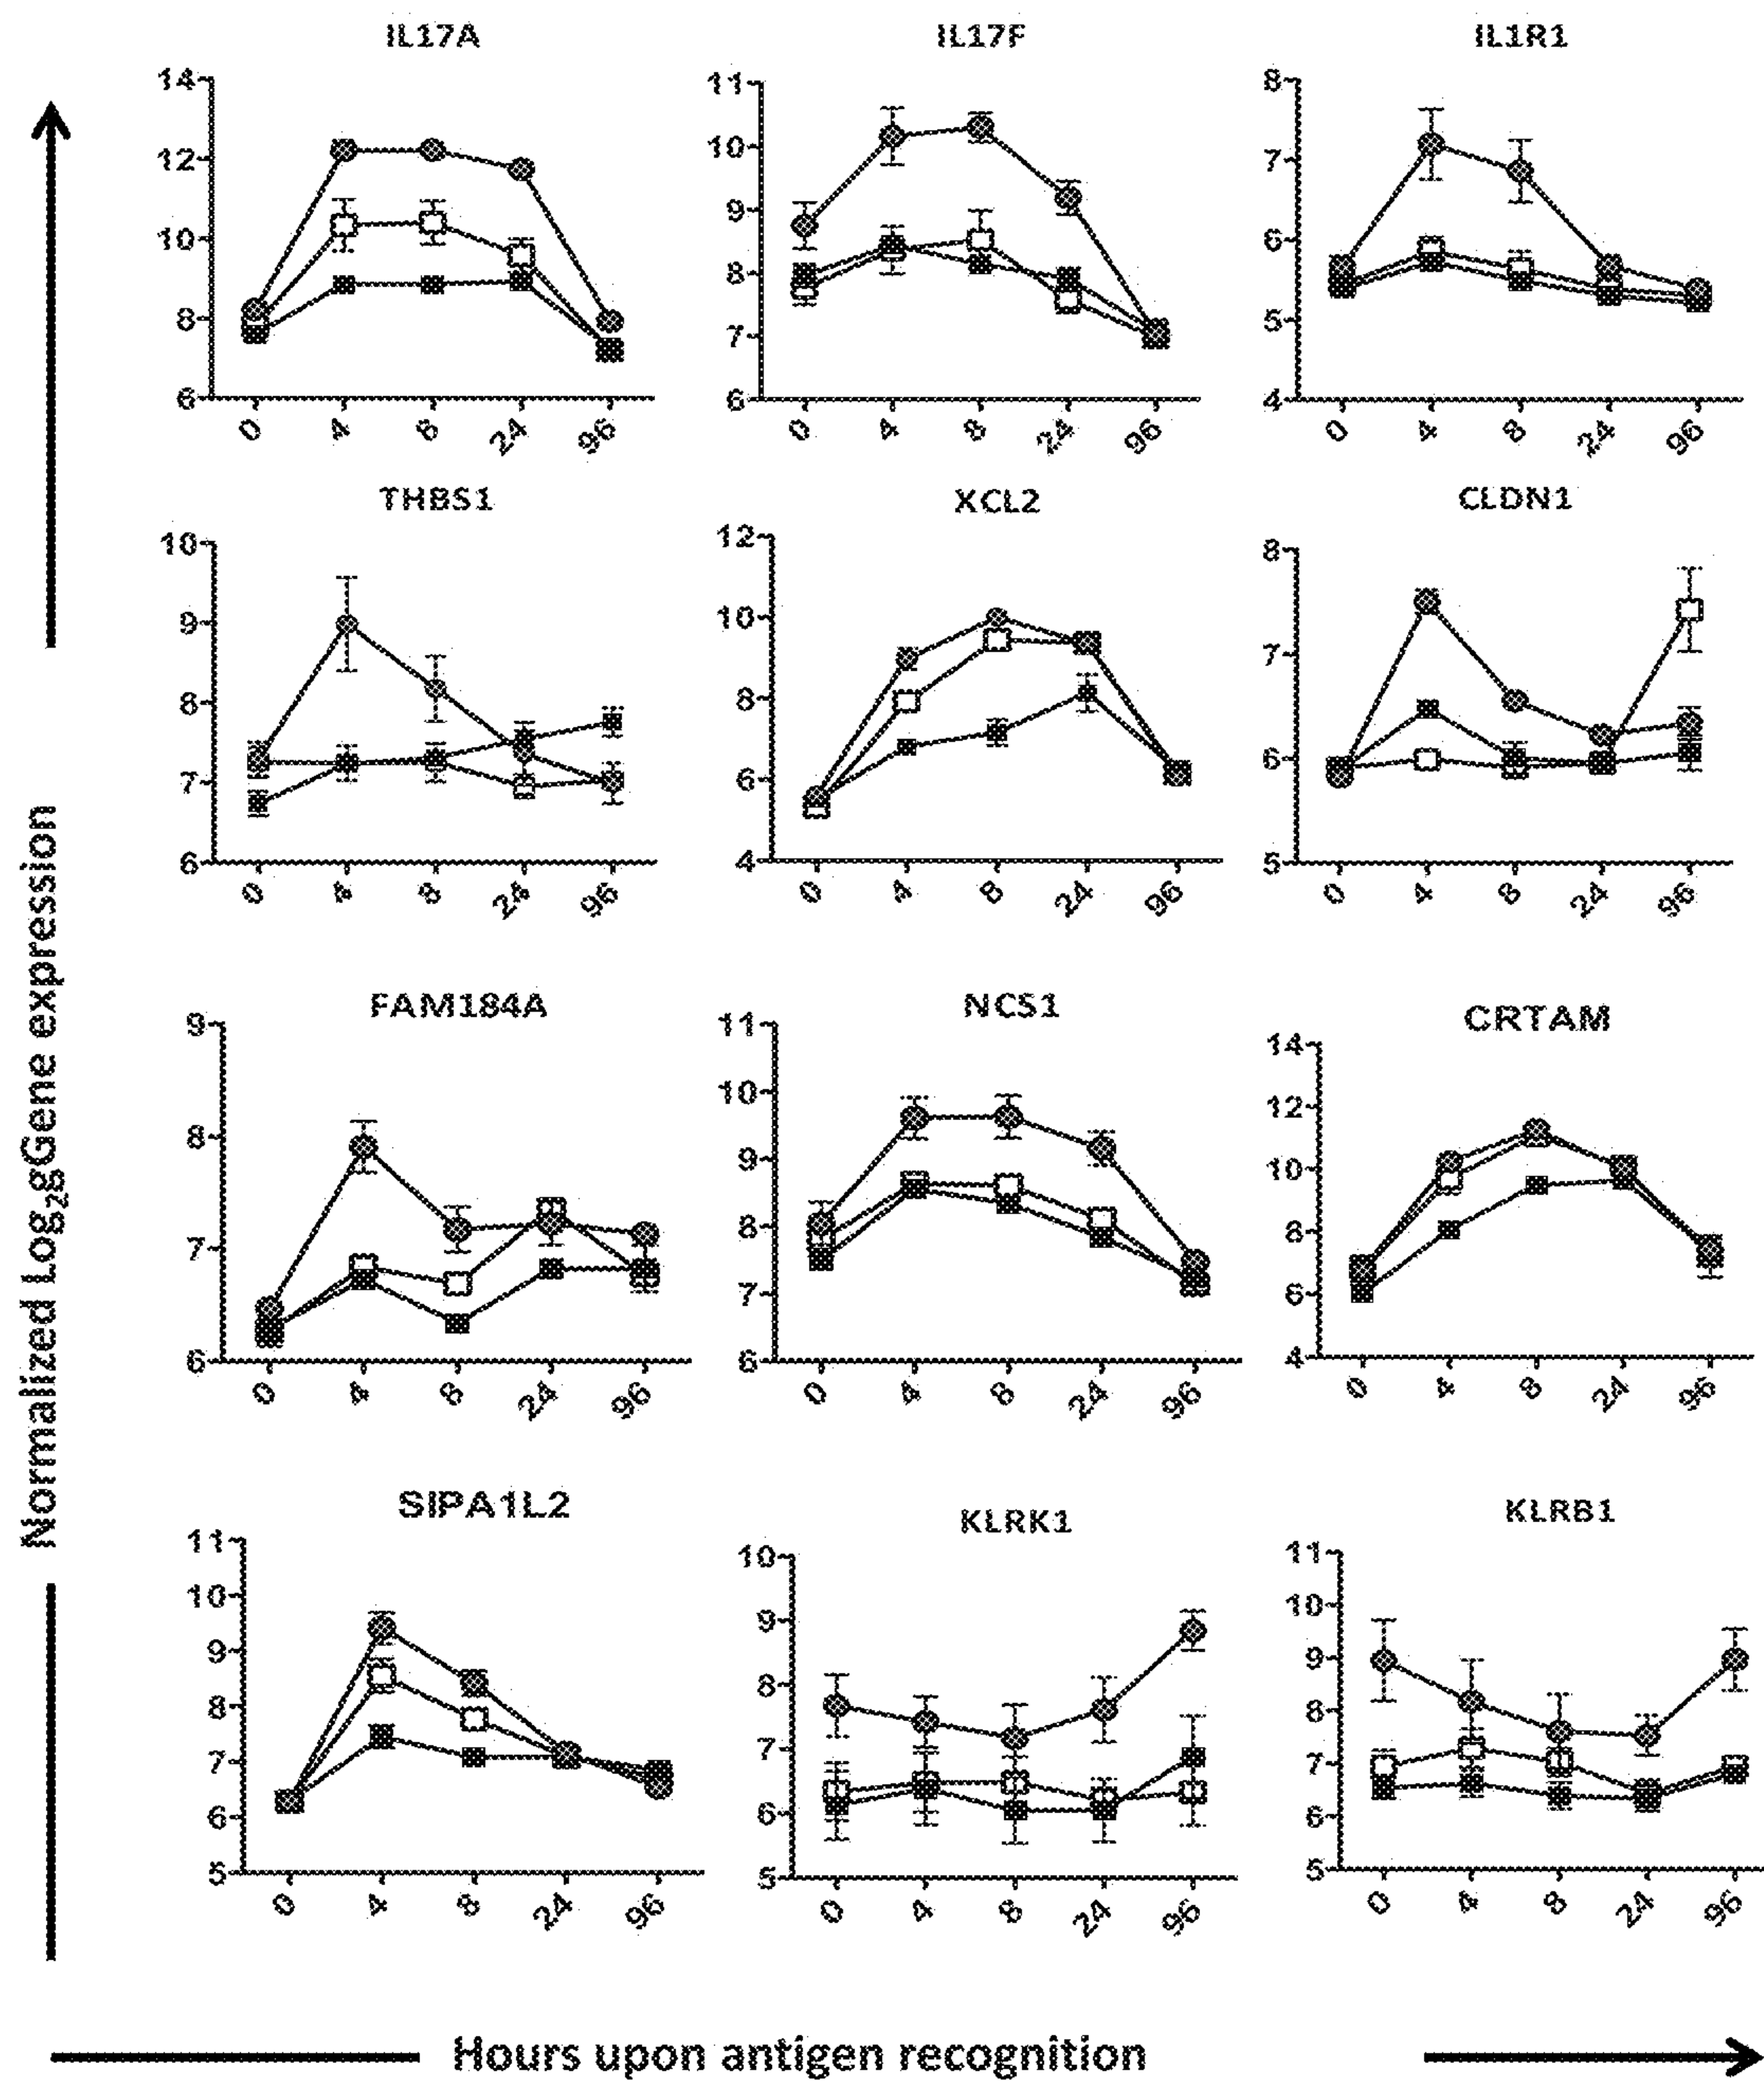 Normalized Log₂gGene expression
IL17A
14
12
10
8
6
0 4 8 24 96
IL17F
11
10
9
8
7
6
0 4 8 24 96
IL1R1
8
7
6
5
4
0 4 8 24 96
THBS1
10
9
8
7
6
0 4 8 24 96
XCL2
12
10
8
6
4
0 4 8 24 96
CLDN1
8
7
6
5
0 4 8 24 96
FAM184A
9
8
7
6
0 4 8 24 96
NCS1
11
10
9
8
7
6
0 4 8 24 96
CRTAM
14
12
10
8
6
4
0 4 8 24 96
SIPA1L2
11
10
9
8
7
6
5
0 4 8 24 96
KLRK1
10
9
8
7
6
5
0 4 8 24 96
KLRB1
11
10
9
8
7
6
5
0 4 8 24 96
Hours upon antigen recognition